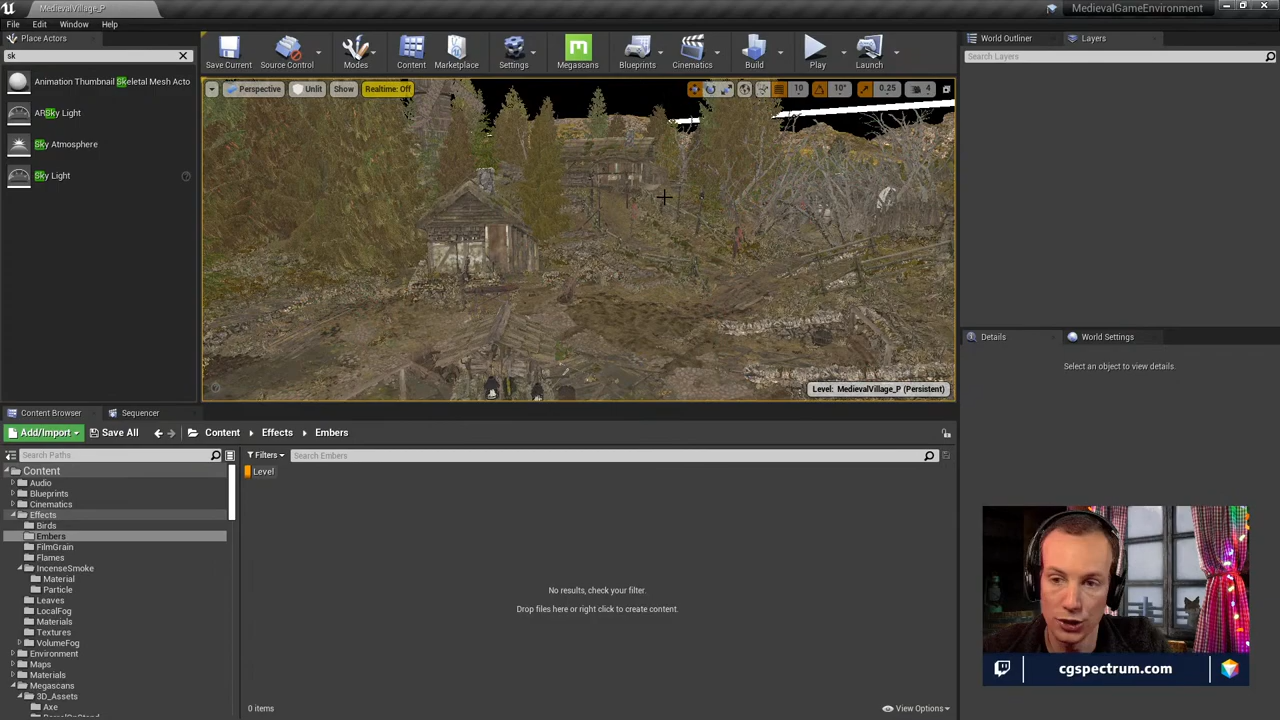 MedievalVillage_P
MedievalGameEnvironment
File Edit Window Help
Place Actors
sk
Animation Thumbnail Skeletal Mesh Acto
ARSky Light
Sky Atmosphere
Sky Light
Save Current
Source Control
Modes
Content
Marketplace
Settings
Megascans
Blueprints
Cinematics
Build
Play
Launch
Perspective
Unlit
Show
Realtime: Off
10
10°
0.25
4
Level: MedievalVillage_P (Persistent)
World Outliner
Layers
Search Layers
Details
World Settings
Select an object to view details.
Content Browser
Sequencer
Add/Import
Save All
Content
Effects
Embers
Search Paths
Filters
Search Embers
Level
Content
Audio
Blueprints
Cinematics
Effects
Birds
Embers
FilmGrain
Flames
IncenseSmoke
Material
Particle
Leaves
LocalFog
Materials
Textures
VolumeFog
Environment
Maps
Materials
Megascans
3D_Assets
Axe
No results, check your filter.
Drop files here or right click to create content.
0 items
View Options
cgspectrum.com